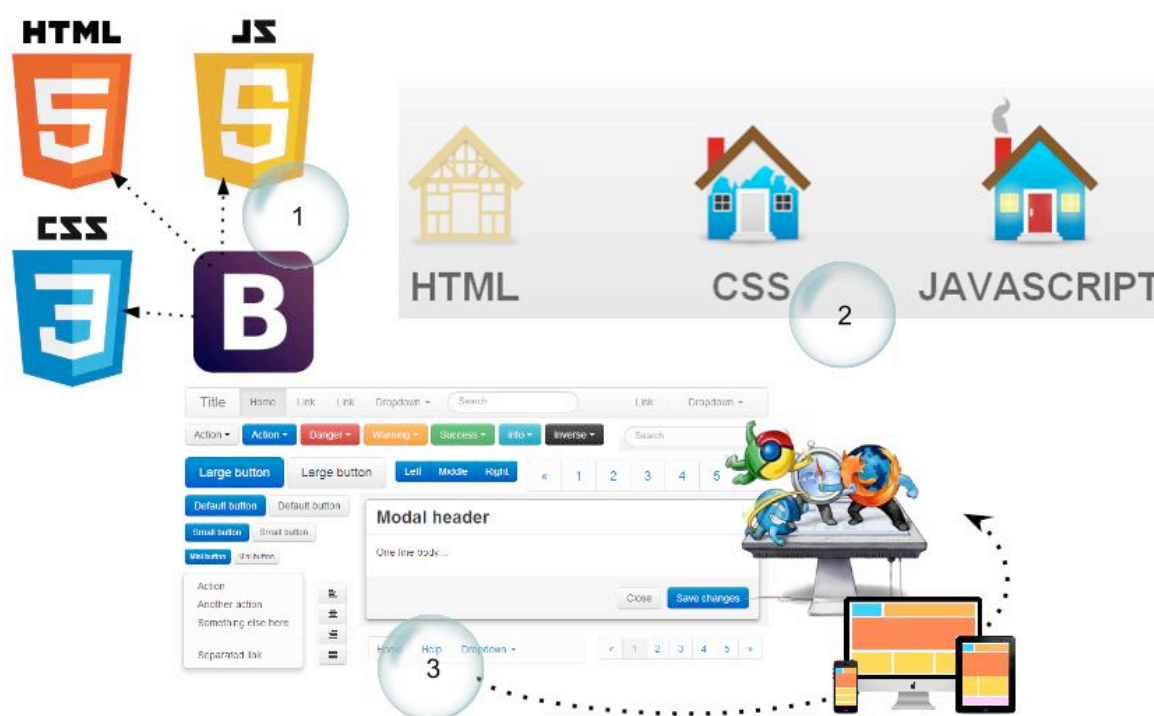 HTML
5
JS
5
1
CSS
3
B
HTML
CSS
JAVASCRIPT
2
Title Home Link Link Dropdown Search Link Dropdown
Action Action Danger Warning Success Info Inverse Search
Large button Large button Left Middle Right « 1 2 3 4 5
Default button Default button
Small button Small button
Mini button Mini button
Modal header
One fine body…
Close Save changes
Action
Another action
Something else here
Separated link
Home Help Dropdown « 1 2 3 4 5 »
3